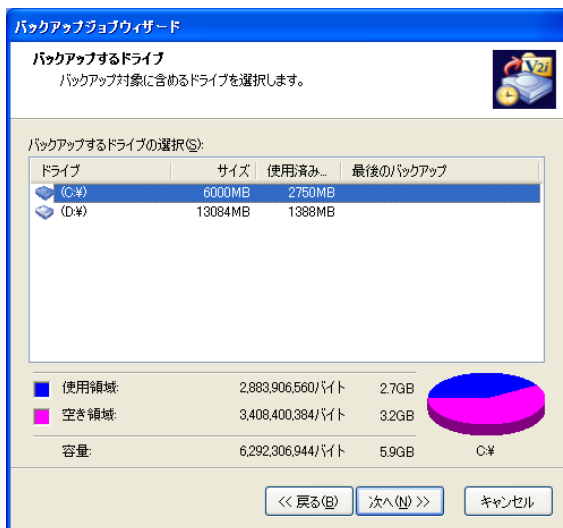 バックアップジョブウィザード
バックアップするドライブ
バックアップ対象に含めるドライブを選択します。
V2i
バックアップするドライブの選択(S):
ドライブ サイズ 使用済み... 最後のバックアップ
(C:¥) 6000MB 2750MB
(D:¥) 13084MB 1388MB
使用領域: 2,883,906,560バイト 2.7GB
空き領域: 3,408,400,384バイト 3.2GB
容量: 6,292,306,944バイト 5.9GB
C:¥
<< 戻る(B) 次へ(N) >> キャンセル